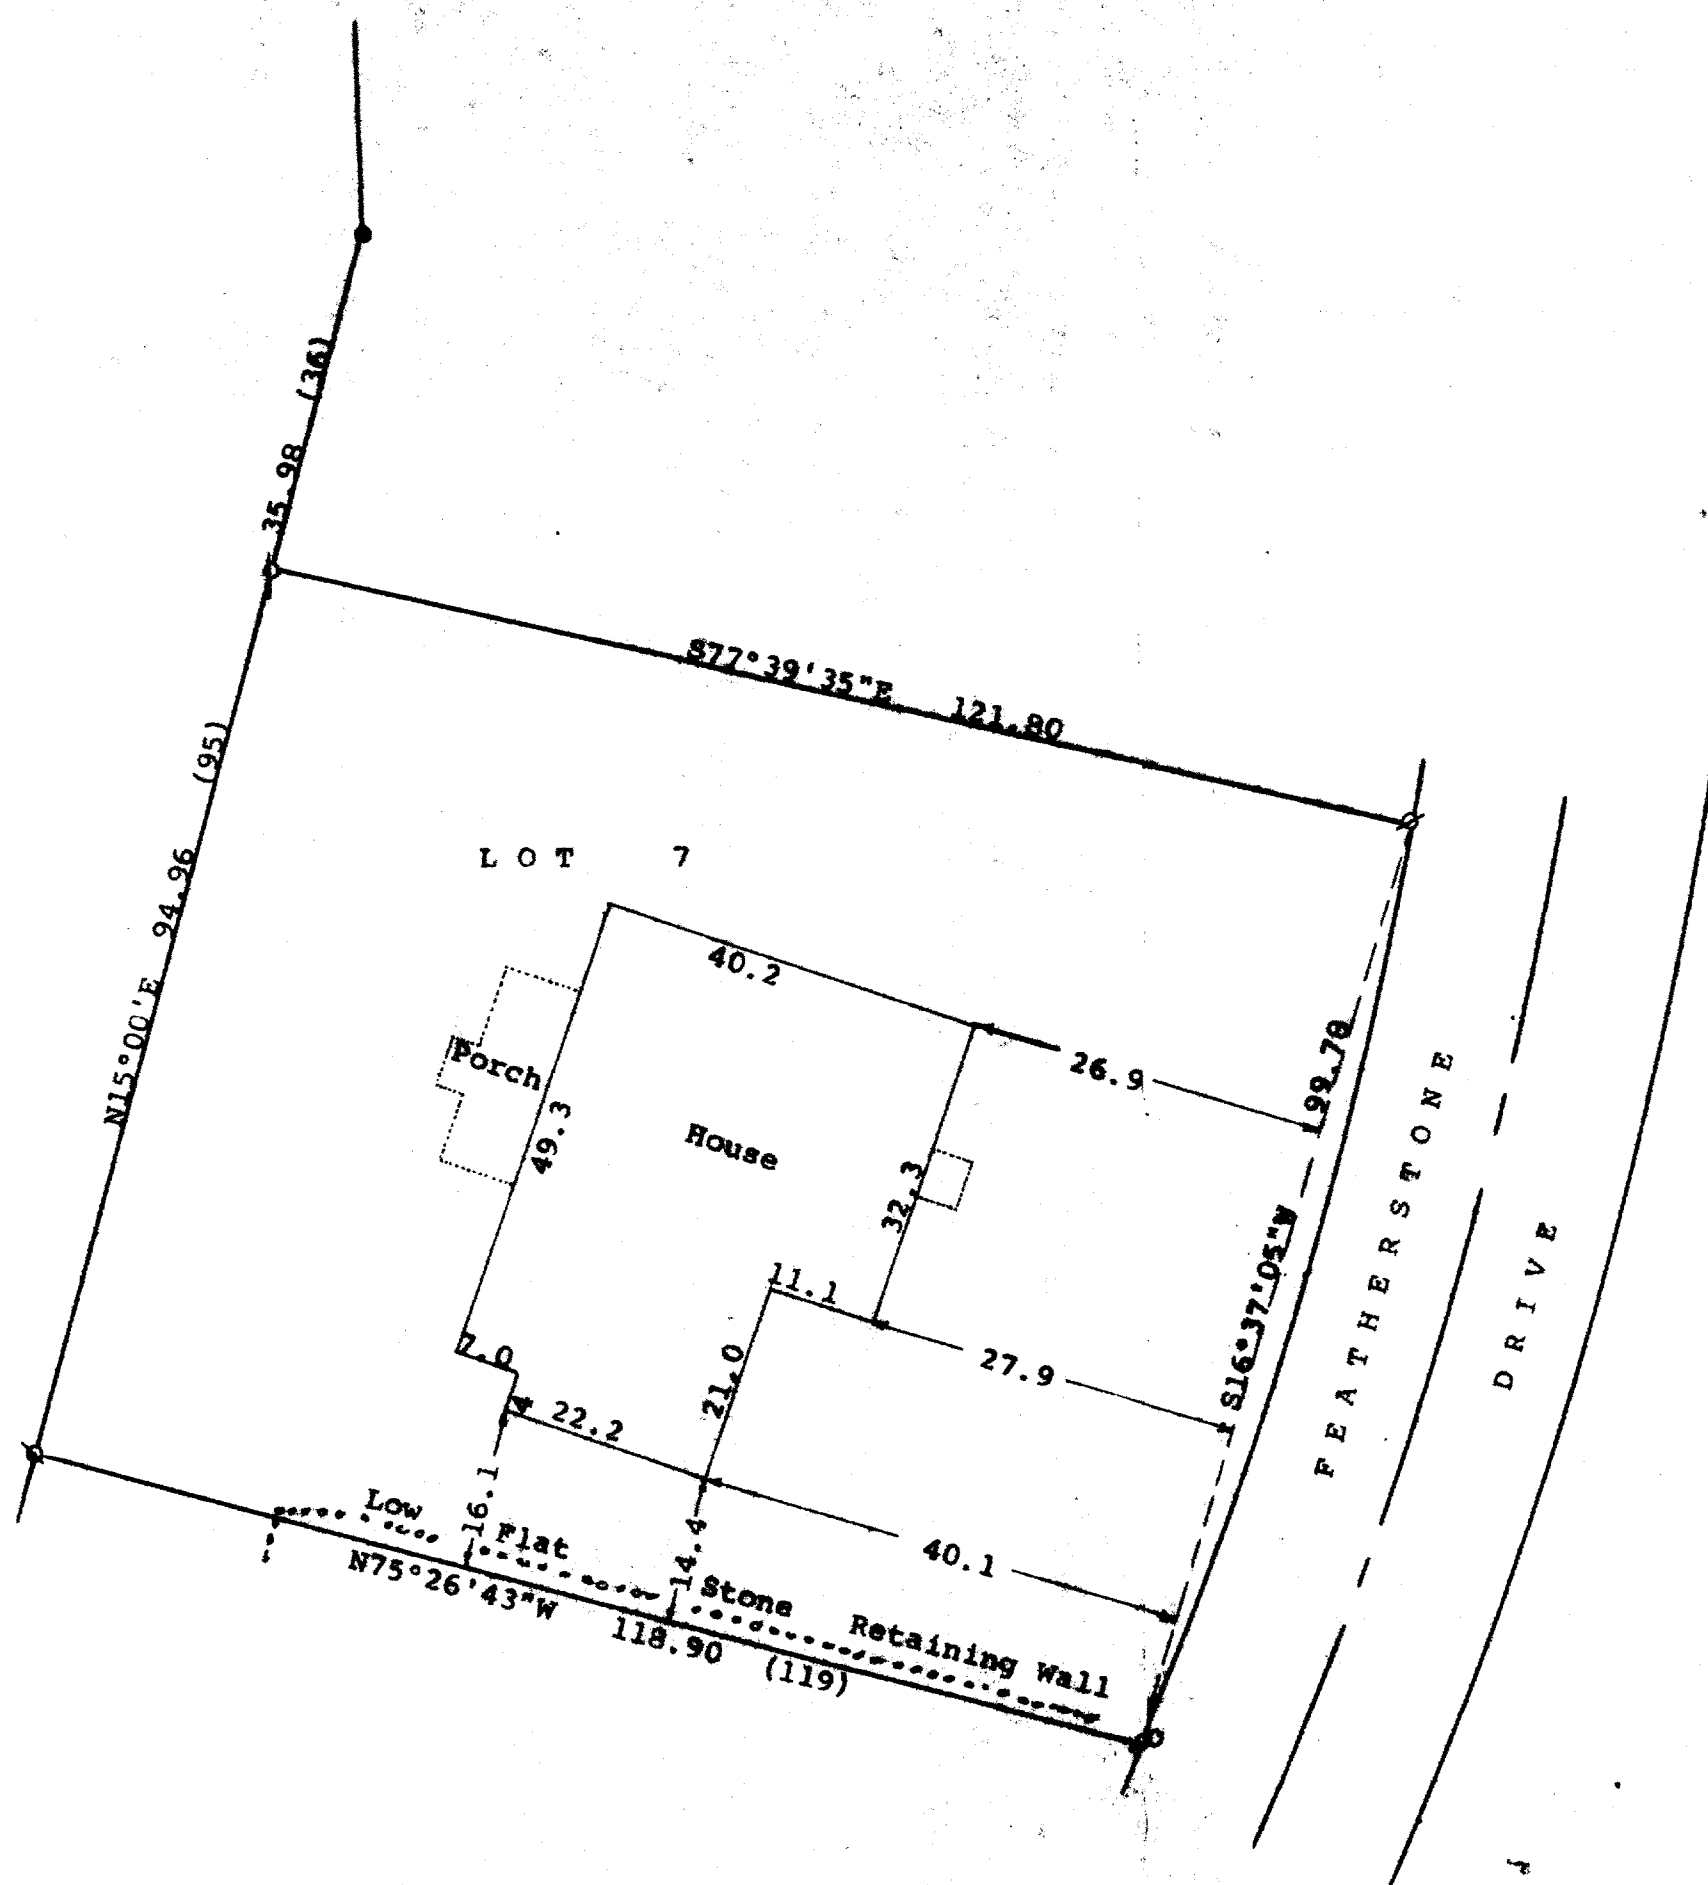 (36)
35.98
S77°39'35"E 121.80
(95)
94.96
N15°00'E
LOT 7
40.2
26.9
99.70
Porch
49.3
House
32.3
S16°37'05"W
FEATHERSTONE
DRIVE
11.1
27.9
7.0
4
22.2
21.0
16.1
14.4
40.1
Low Flat Stone Retaining Wall
N75°26'43"W 118.90 (119)